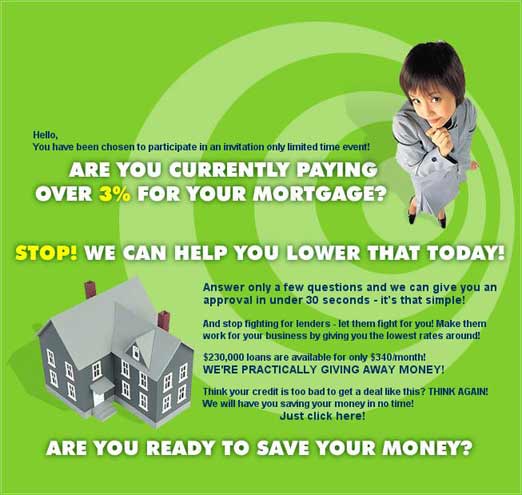 Hello,
You have been chosen to participate in an invitation only limited time event!
ARE YOU CURRENTLY PAYING
OVER 3% FOR YOUR MORTGAGE?
STOP! WE CAN HELP YOU LOWER THAT TODAY!
Answer only a few questions and we can give you an
approval in under 30 seconds - it's that simple!
And stop fighting for lenders - let them fight for you! Make them
work for your business by giving you the lowest rates around!
$230,000 loans are available for only $340/month!
WE'RE PRACTICALLY GIVING AWAY MONEY!
Think your credit is too bad to get a deal like this? THINK AGAIN!
We will have you saving your money in no time!
Just click here!
ARE YOU READY TO SAVE YOUR MONEY?